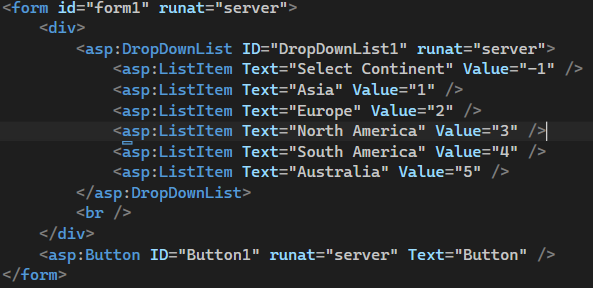 <form id="form1" runat="server">
<div>
<asp:DropDownList ID="DropDownList1" runat="server">
<asp:ListItem Text="Select Continent" Value="-1" />
<asp:ListItem Text="Asia" Value="1" />
<asp:ListItem Text="Europe" Value="2" />
<asp:ListItem Text="North America" Value="3" />
<asp:ListItem Text="South America" Value="4" />
<asp:ListItem Text="Australia" Value="5" />
</asp:DropDownList>
<br />
</div>
<asp:Button ID="Button1" runat="server" Text="Button" />
</form>